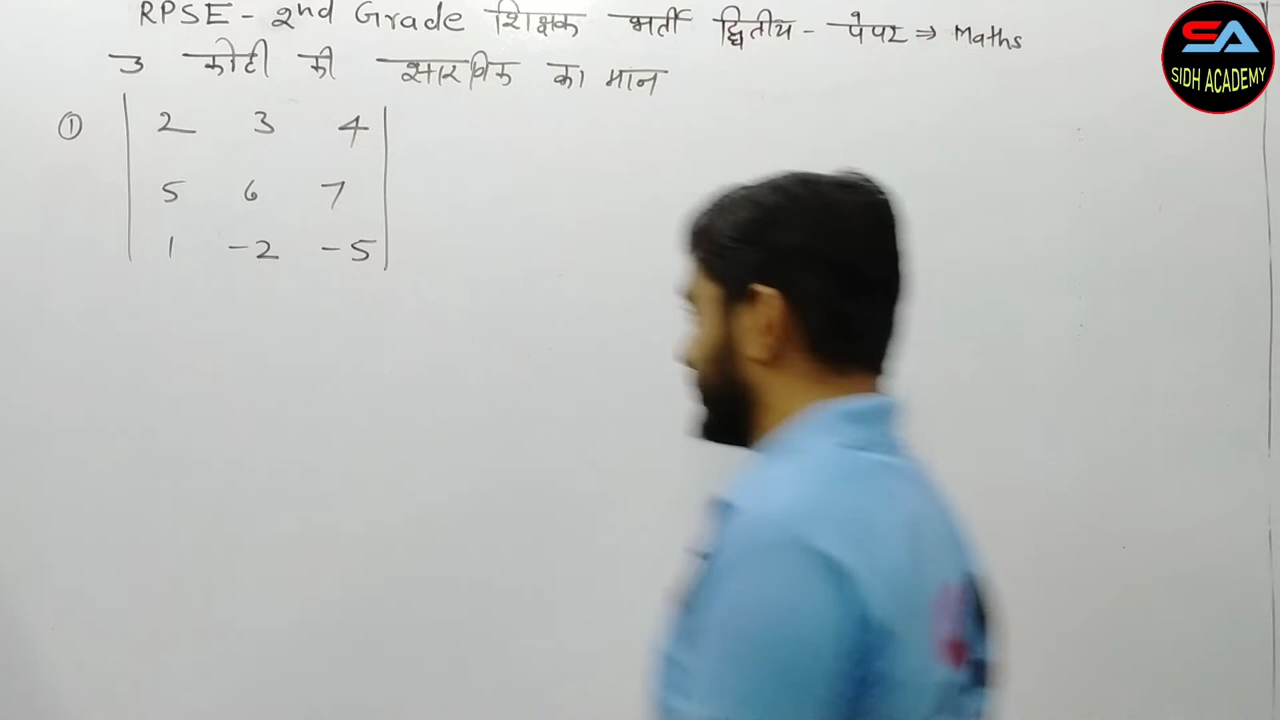 RPSE - 2nd Grade शिक्षक भर्ती द्वितीय - पेपर ⇒ Maths
3 कोटी की सारणिक का मान
① | 2 3 4 |
| 5 6 7 |
| 1 -2 -5 |
SA
SIDH ACADEMY